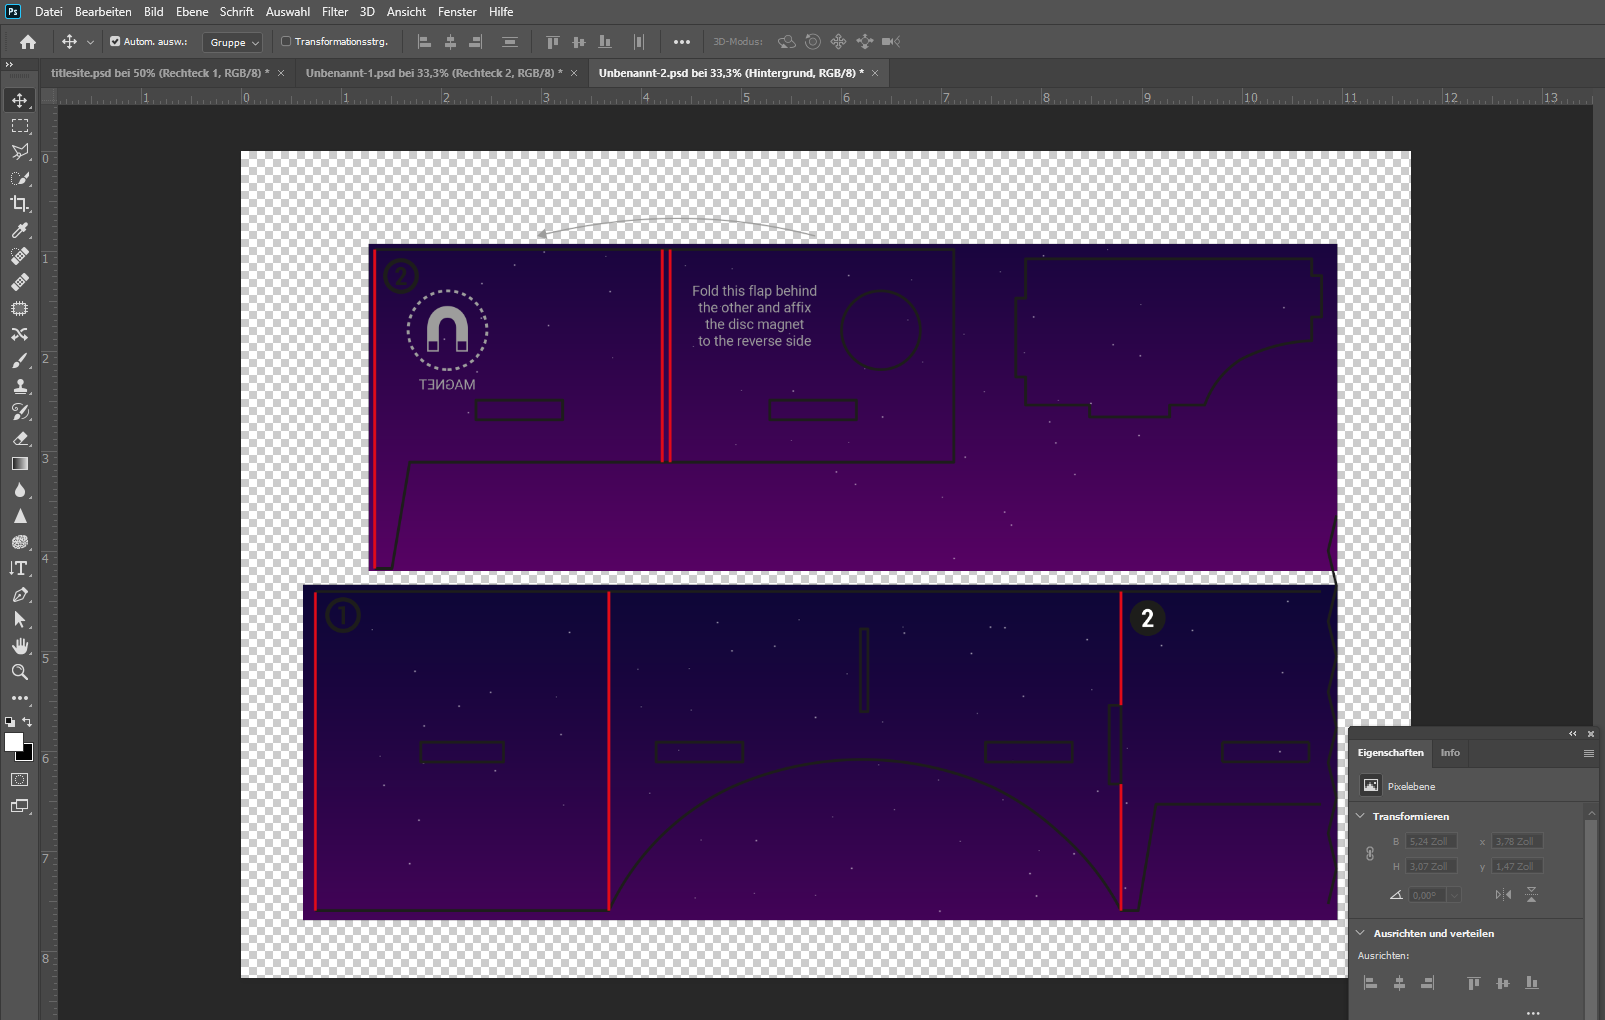 Ps Datei Bearbeiten Bild Ebene Schrift Auswahl Filter 3D Ansicht Fenster Hilfe
Autom. ausw.: Gruppe Transformationsstrg. ••• 3D-Modus:
titlesite.psd bei 50% (Rechteck 1, RGB/8) * × Unbenannt-1.psd bei 33,3% (Rechteck 2, RGB/8) * × Unbenannt-2.psd bei 33,3% (Hintergrund, RGB/8) * ×
1 0 1 2 3 4 5 6 7 8 9 10 11 12 13
0
1
2
3
4
5
6
7
8
2
Fold this flap behind
the other and affix
the disc magnet
to the reverse side
MAGNET
1
2
Eigenschaften Info
Pixelebene
Transformieren
B 5,24 Zoll x 3,78 Zoll
H 3,07 Zoll y 1,47 Zoll
0,00°
Ausrichten und verteilen
Ausrichten: